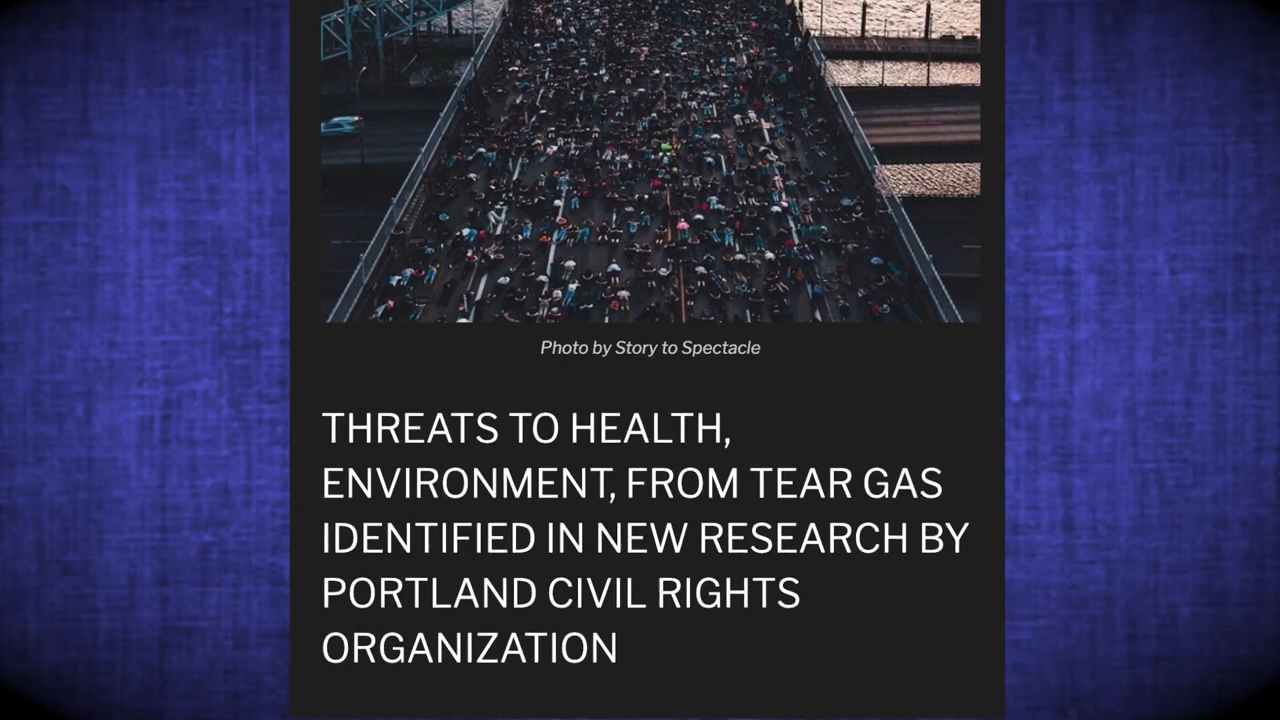 Photo by Story to Spectacle
THREATS TO HEALTH,
ENVIRONMENT, FROM TEAR GAS
IDENTIFIED IN NEW RESEARCH BY
PORTLAND CIVIL RIGHTS
ORGANIZATION